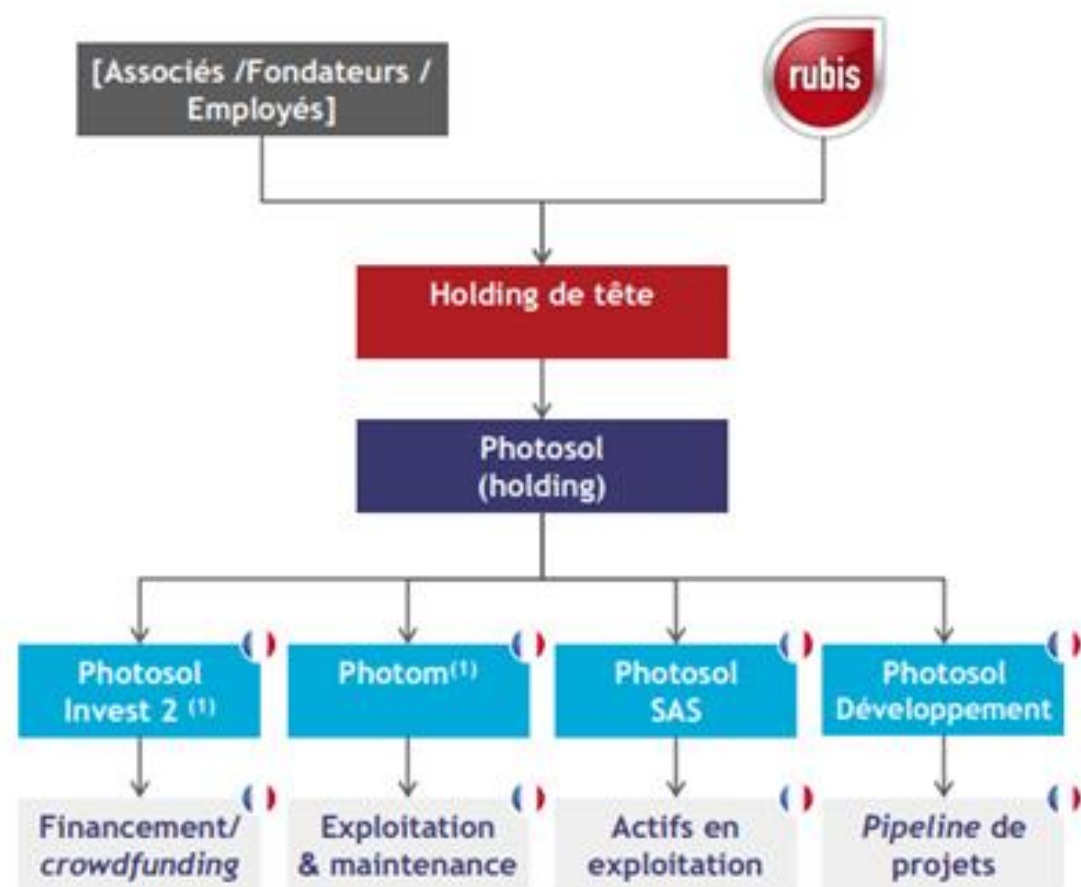 [Associés /Fondateurs /
Employés]
rubis
Holding de tête
Photosol
(holding)
Photosol
Invest 2 (1)
Photom(1)
Photosol
SAS
Photosol
Développement
Financement/
crowdfunding
Exploitation
& maintenance
Actifs en
exploitation
Pipeline de
projets